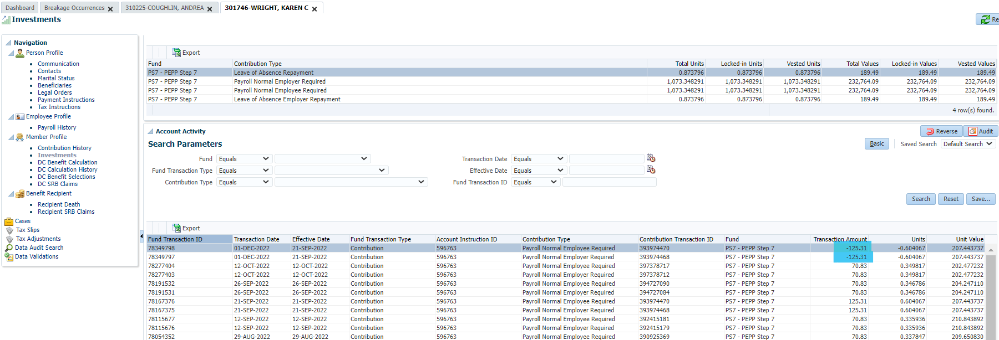 Dashboard Breakage Occurrences 310225-COUGHLIN, ANDREA 301746-WRIGHT, KAREN C
Investments
Re
Navigation
Person Profile
Communication
Contacts
Marital Status
Beneficiaries
Legal Orders
Payment Instructions
Tax Instructions
Employee Profile
Payroll History
Member Profile
Contribution History
Investments
DC Benefit Calculation
DC Calculation History
DC Benefit Selections
DC SRB Claims
Benefit Recipient
Recipient Death
Recipient SRB Claims
Cases
Tax Slips
Tax Adjustments
Data Audit Search
Data Validations
Export
Fund Contribution Type Total Units Locked-in Units Vested Units Total Values Locked-in Values Vested Values
PS7 - PEPP Step 7 Leave of Absence Repayment 0.873796 0.873796 0.873796 189.49 189.49 189.49
PS7 - PEPP Step 7 Payroll Normal Employer Required 1,073.348291 1,073.348291 1,073.348291 232,764.09 232,764.09 232,764.09
PS7 - PEPP Step 7 Payroll Normal Employee Required 1,073.348291 1,073.348291 1,073.348291 232,764.09 232,764.09 232,764.09
PS7 - PEPP Step 7 Leave of Absence Employer Repayment 0.873796 0.873796 0.873796 189.49 189.49 189.49
4 row(s) found.
Account Activity Reverse Audit
Search Parameters Basic Saved Search Default Search
Fund Equals Transaction Date Equals
Fund Transaction Type Equals Effective Date Equals
Contribution Type Equals Fund Transaction ID Equals
Search Reset Save...
Export
Fund Transaction ID Transaction Date Effective Date Fund Transaction Type Account Instruction ID Contribution Type Contribution Transaction ID Fund Transaction Amount Units Unit Value
78349798 01-DEC-2022 21-SEP-2022 Contribution 596763 Payroll Normal Employee Required 393974470 PS7 - PEPP Step 7 -125.31 -0.604067 207.443737
78349797 01-DEC-2022 21-SEP-2022 Contribution 596763 Payroll Normal Employer Required 393974468 PS7 - PEPP Step 7 -125.31 -0.604067 207.443737
78277404 12-OCT-2022 12-OCT-2022 Contribution 596763 Payroll Normal Employee Required 397378717 PS7 - PEPP Step 7 70.83 0.349817 202.477232
78277403 12-OCT-2022 12-OCT-2022 Contribution 596763 Payroll Normal Employer Required 397378712 PS7 - PEPP Step 7 70.83 0.349817 202.477232
78191532 26-SEP-2022 26-SEP-2022 Contribution 596763 Payroll Normal Employee Required 394727090 PS7 - PEPP Step 7 70.83 0.346786 204.247110
78191531 26-SEP-2022 26-SEP-2022 Contribution 596763 Payroll Normal Employer Required 394727084 PS7 - PEPP Step 7 70.83 0.346786 204.247110
78167376 21-SEP-2022 21-SEP-2022 Contribution 596763 Payroll Normal Employee Required 393974470 PS7 - PEPP Step 7 125.31 0.604067 207.443737
78167375 21-SEP-2022 21-SEP-2022 Contribution 596763 Payroll Normal Employer Required 393974468 PS7 - PEPP Step 7 125.31 0.604067 207.443737
78115677 12-SEP-2022 12-SEP-2022 Contribution 596763 Payroll Normal Employee Required 392415181 PS7 - PEPP Step 7 70.83 0.335936 210.843892
78115676 12-SEP-2022 12-SEP-2022 Contribution 596763 Payroll Normal Employer Required 392415179 PS7 - PEPP Step 7 70.83 0.335936 210.843892
78054352 29-AUG-2022 29-AUG-2022 Contribution 596763 Payroll Normal Employee Required 390925369 PS7 - PEPP Step 7 70.83 0.337847 209.650830